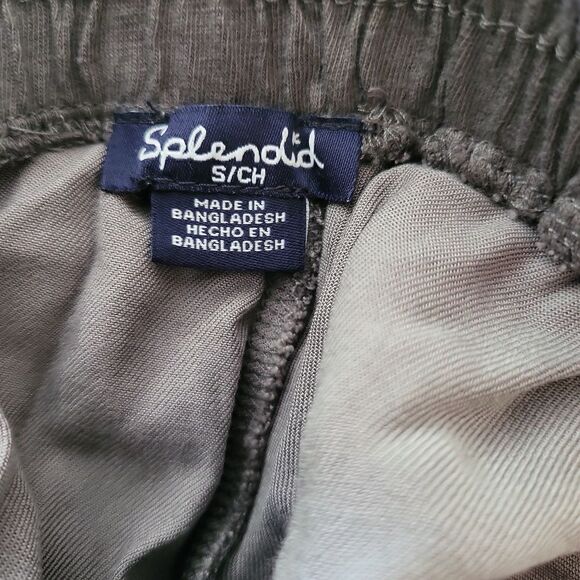 Splendid
S/CH
MADE IN
BANGLADESH
HECHO EN
BANGLADESH